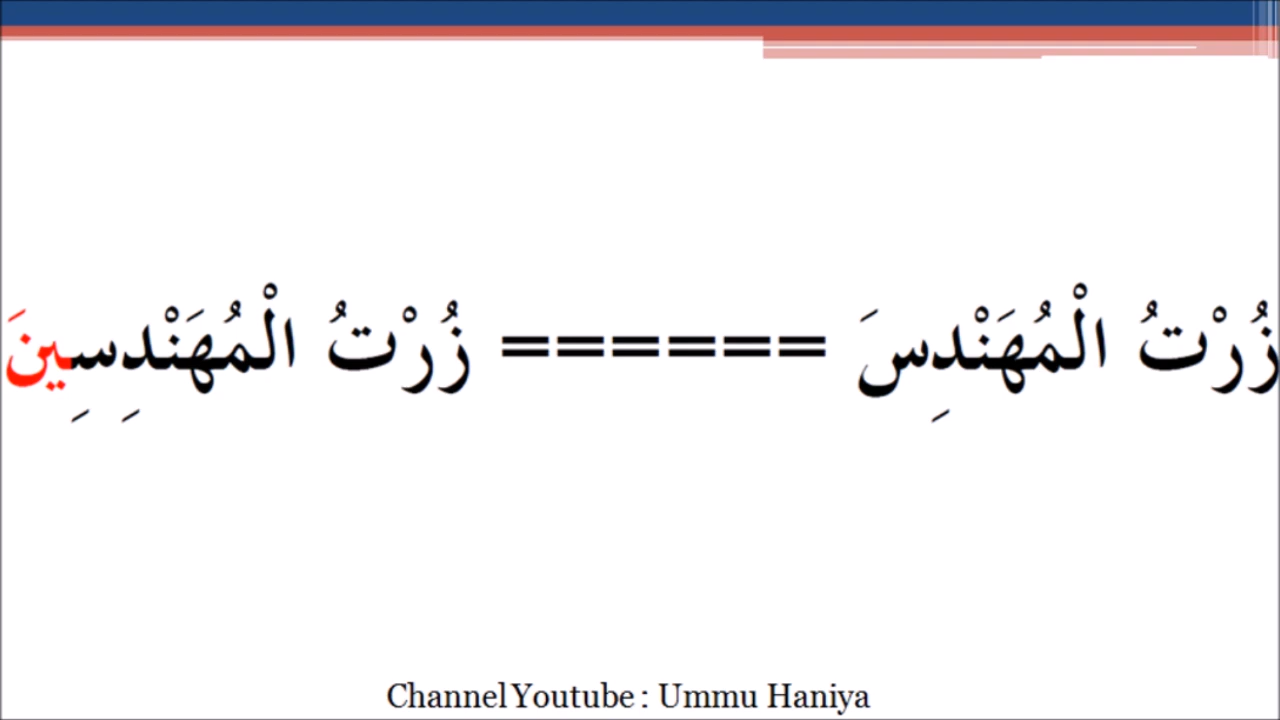 زُرْتُ الْمُهَنْدِسَ ====== زُرْتُ الْمُهَنْدِسِينَ
Channel Youtube : Ummu Haniya